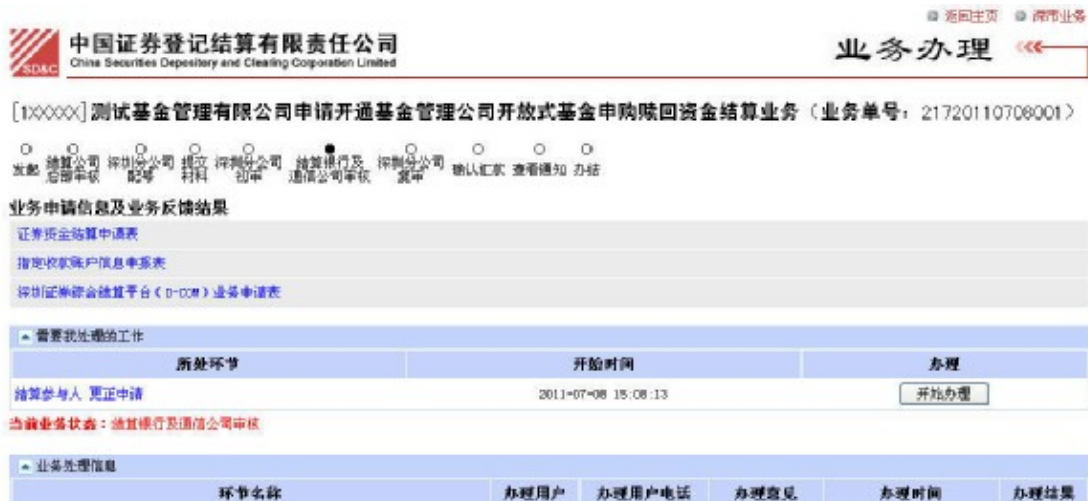 返回主页 深市业务
中国证券登记结算有限责任公司
China Securities Depository and Clearing Corporation Limited
SD&C
业务办理
[1XXXXX]测试基金管理有限公司申请开通基金管理公司开放式基金申购赎回资金结算业务（业务单号：21720110708001）
发起 结算公司总部审核 深圳分公司配号 提交材料 深圳分公司初审 结算银行及通信公司审核 深圳分公司复审 确认汇款 查看通知 办结
业务申请信息及业务反馈结果
证券资金结算申请表
指定收款账户信息申报表
深圳证券综合结算平台（D-COM）业务申请表
需要我处理的工作
所处环节 开始时间 办理
结算参与人 更正申请 2011-07-08 15:08:13 开始办理
当前业务状态：结算银行及通信公司审核
业务处理信息
环节名称 办理用户 办理用户电话 办理意见 办理时间 办理结果